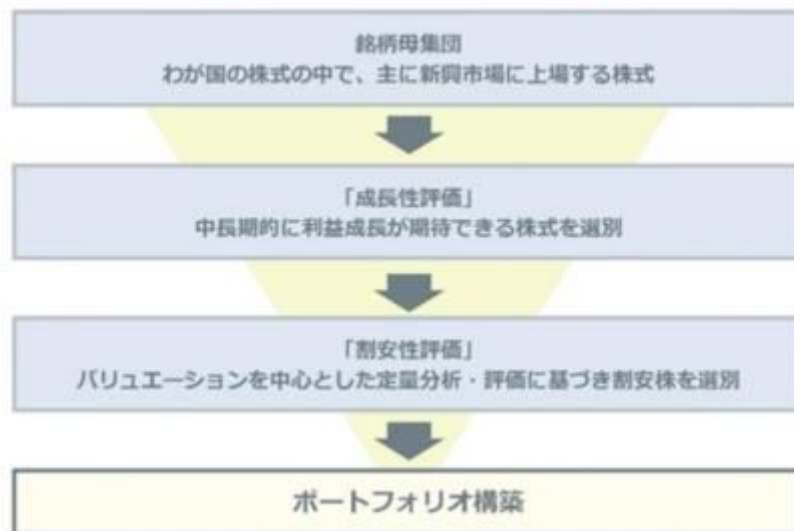 銘柄母集団
わが国の株式の中で、主に新興市場に上場する株式
「成長性評価」
中長期的に利益成長が期待できる株式を選別
「割安性評価」
バリュエーションを中心とした定量分析・評価に基づき割安株を選別
ポートフォリオ構築